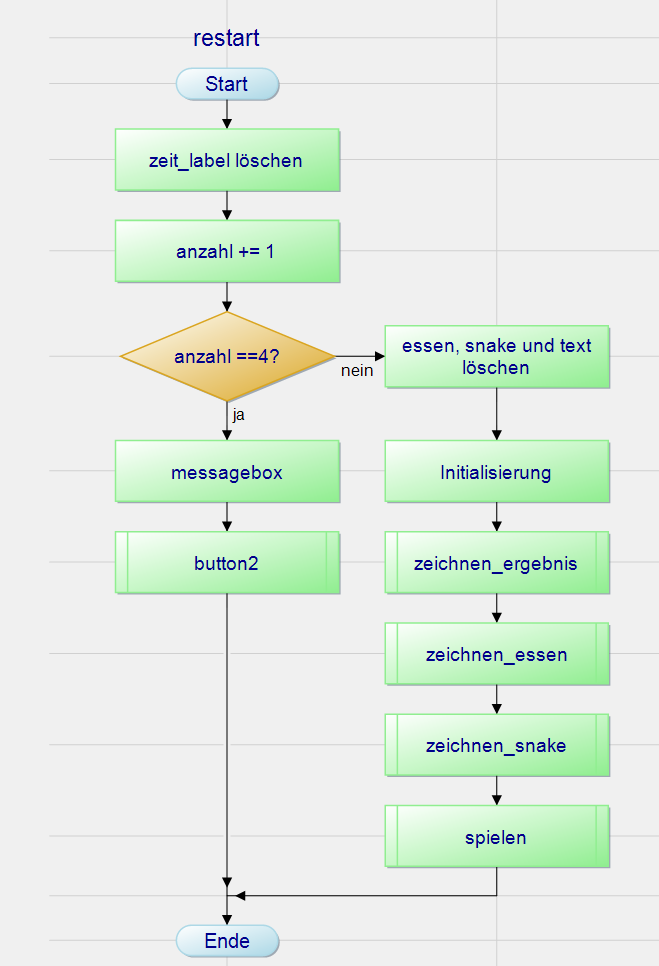 restart
Start
zeit_label löschen
anzahl += 1
anzahl ==4?
nein
ja
essen, snake und text
löschen
messagebox
button2
Initialisierung
zeichnen_ergebnis
zeichnen_essen
zeichnen_snake
spielen
Ende